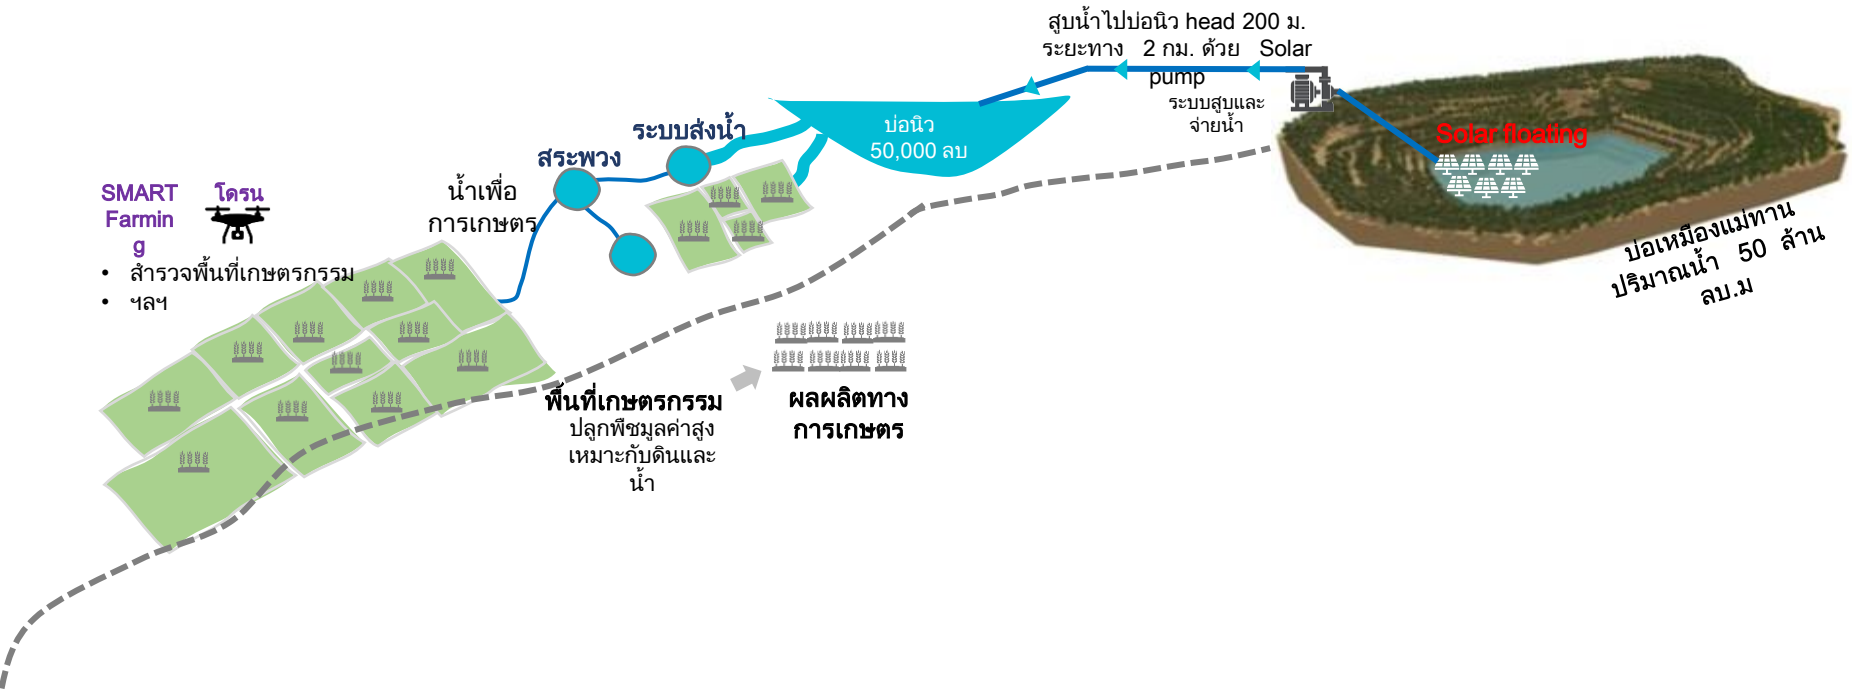 สูบน้ำไปบ่อนิว head 200 ม.
ระยะทาง 2 กม. ด้วย Solar
pump
ระบบสูบและ
จ่ายน้ำ
Solar floating
บ่อเหมืองแม่ทาน
ปริมาณน้ำ 50 ล้าน
ลบ.ม
บ่อนิว
50,000 ลบ
ระบบส่งน้ำ
สระพวง
น้ำเพื่อ
การเกษตร
SMART
Farmin
g
โดรน
• สำรวจพื้นที่เกษตรกรรม
• ฯลฯ
พื้นที่เกษตรกรรม
ปลูกพืชมูลค่าสูง
เหมาะกับดินและ
น้ำ
ผลผลิตทาง
การเกษตร